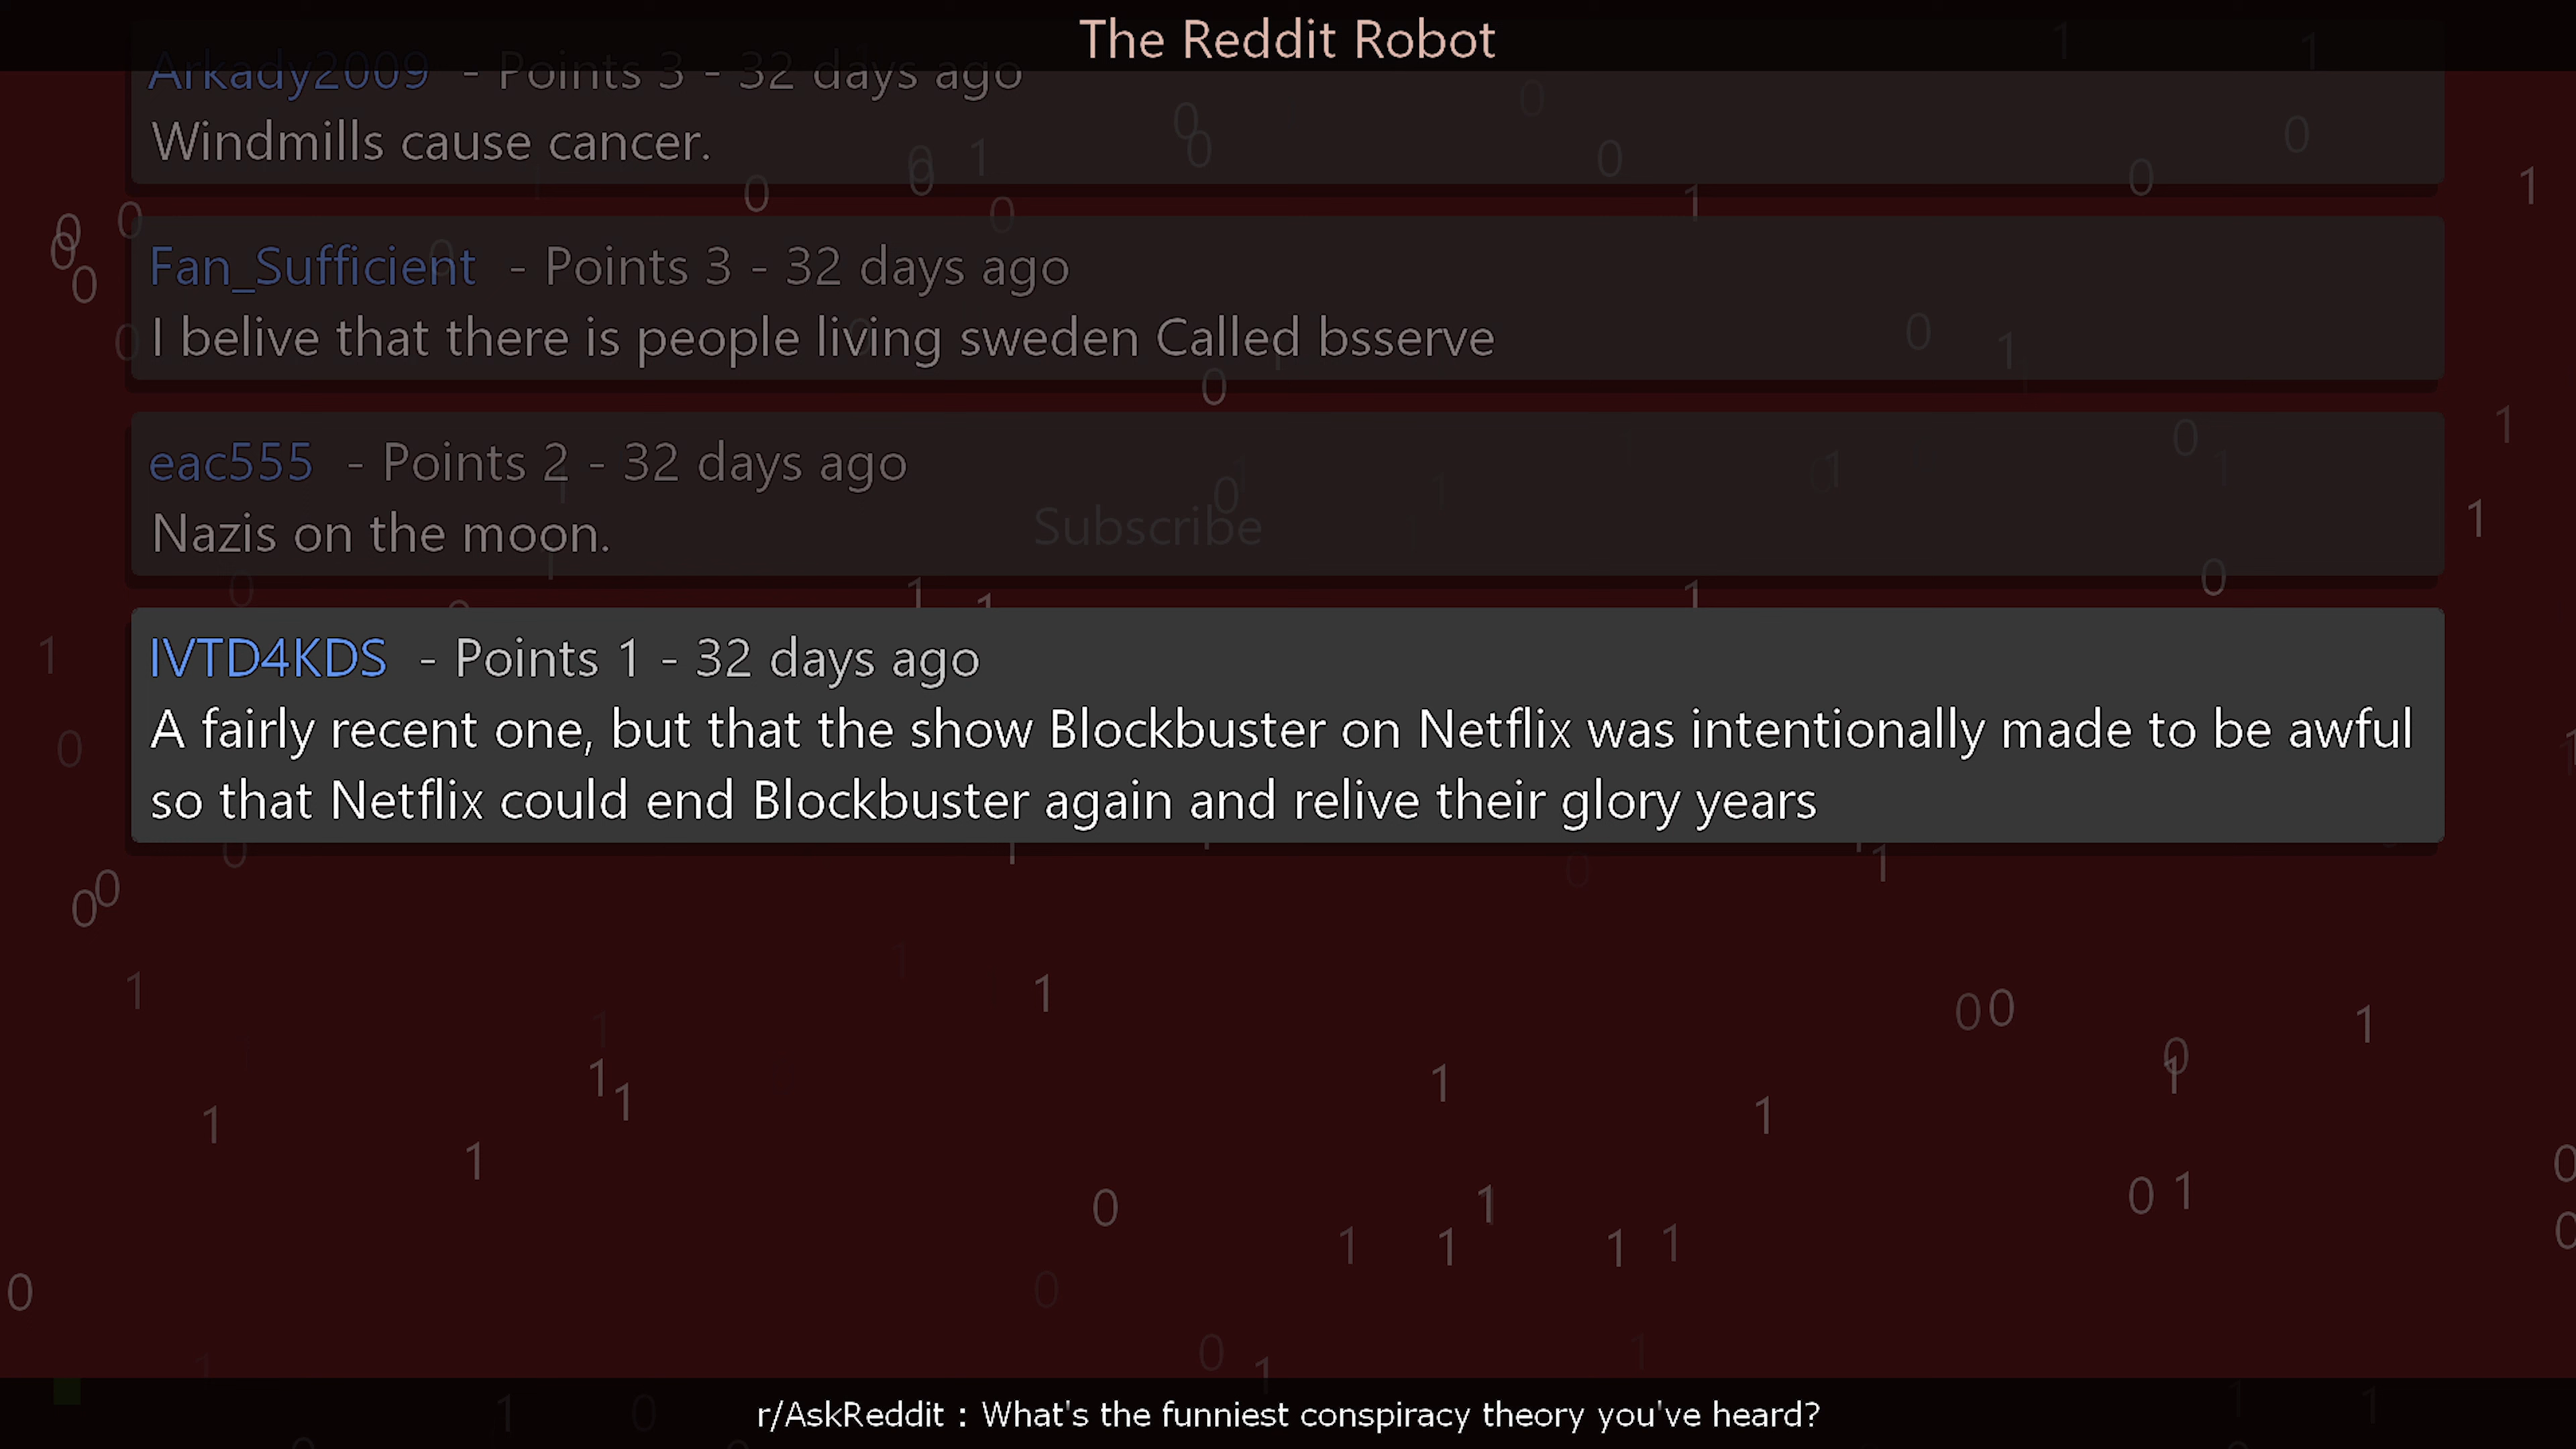 The Reddit Robot
Arkady2009 - Points 3 - 32 days ago
Windmills cause cancer.
Fan_Sufficient - Points 3 - 32 days ago
I belive that there is people living sweden Called bsserve
eac555 - Points 2 - 32 days ago
Nazis on the moon.
Subscribe
IVTD4KDS - Points 1 - 32 days ago
A fairly recent one, but that the show Blockbuster on Netflix was intentionally made to be awful
so that Netflix could end Blockbuster again and relive their glory years
r/AskReddit : What's the funniest conspiracy theory you've heard?